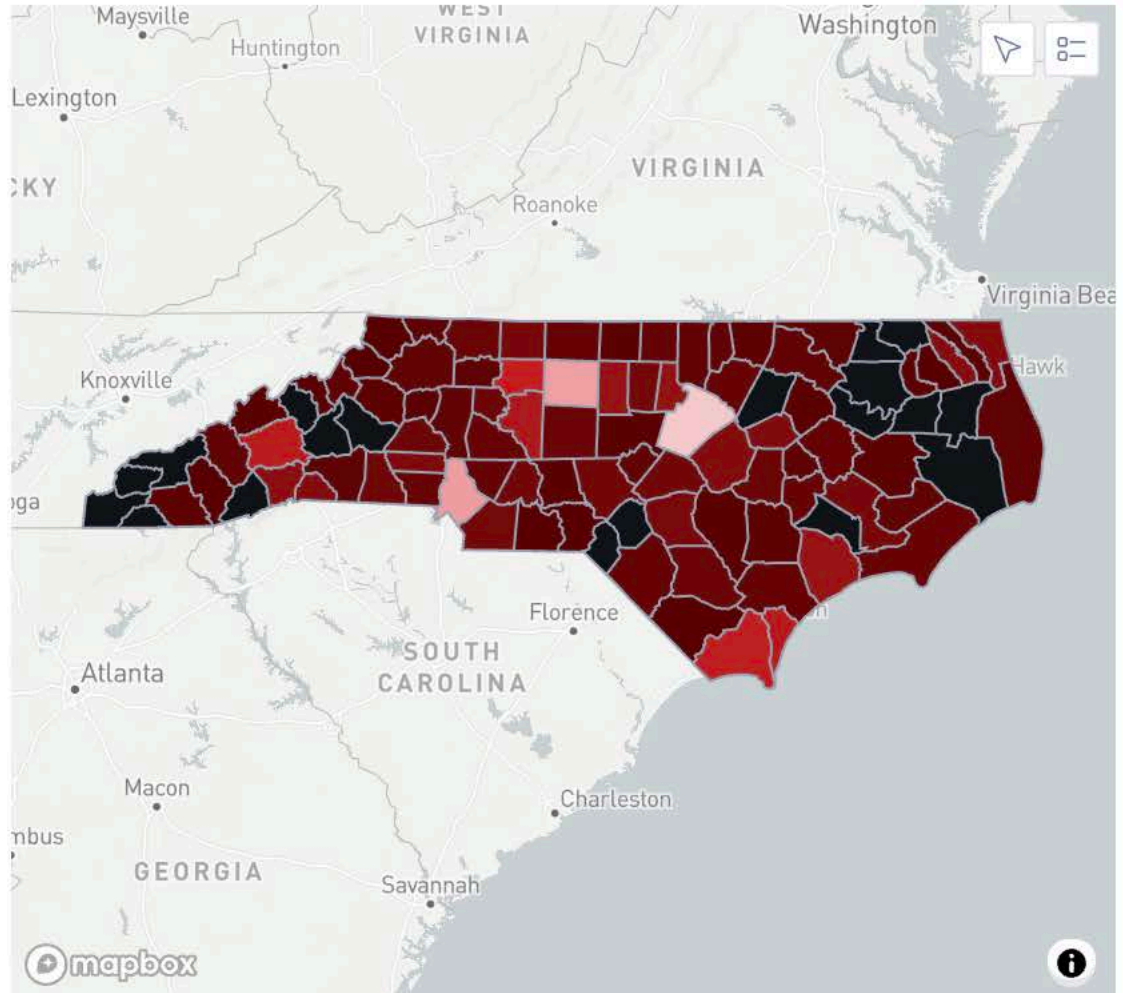 Maysville
WEST
VIRGINIA
Washington
Huntington
Lexington
VIRGINIA
CKY
Roanoke
Virginia Bea
Knoxville
Hawk
oga
Florence
n
SOUTH
CAROLINA
Atlanta
Macon
Charleston
mbus
GEORGIA
Savannah
mapbox